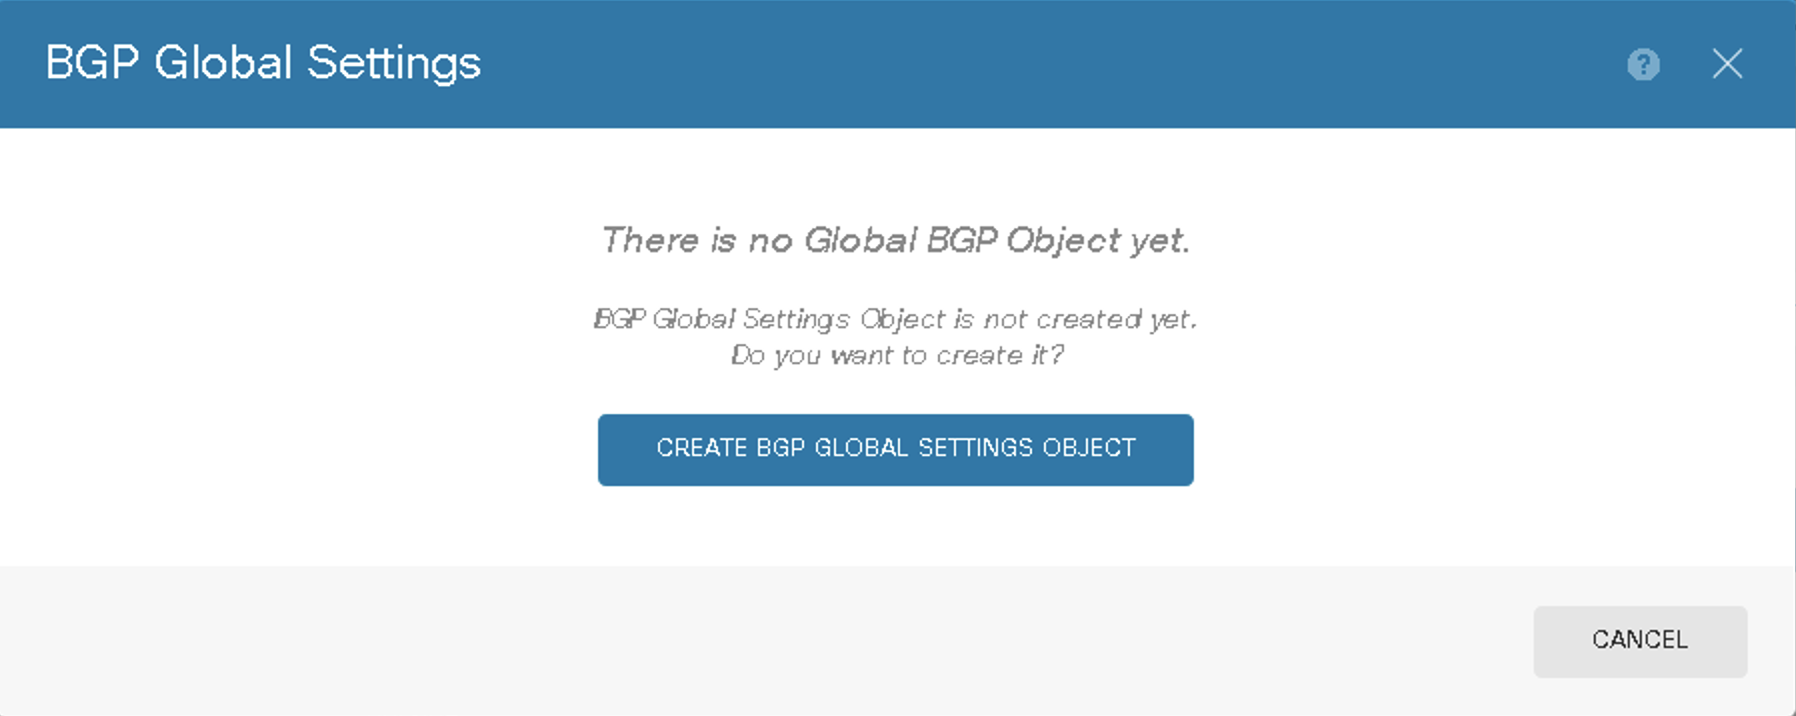 BGP Global Settings
?
There is no Global BGP Object yet.
BGP Global Settings Object is not created yet.
Do you want to create it?
CREATE BGP GLOBAL SETTINGS OBJECT
CANCEL